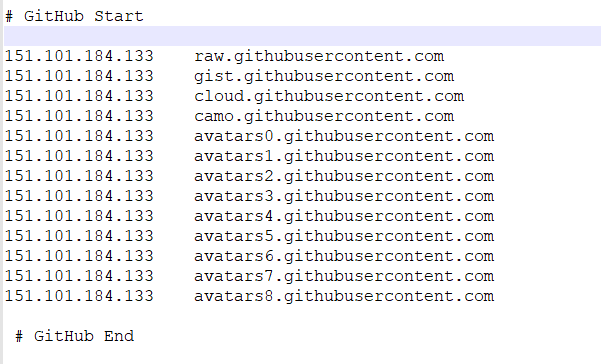 # GitHub Start
151.101.184.133    raw.githubusercontent.com
151.101.184.133    gist.githubusercontent.com
151.101.184.133    cloud.githubusercontent.com
151.101.184.133    camo.githubusercontent.com
151.101.184.133    avatars0.githubusercontent.com
151.101.184.133    avatars1.githubusercontent.com
151.101.184.133    avatars2.githubusercontent.com
151.101.184.133    avatars3.githubusercontent.com
151.101.184.133    avatars4.githubusercontent.com
151.101.184.133    avatars5.githubusercontent.com
151.101.184.133    avatars6.githubusercontent.com
151.101.184.133    avatars7.githubusercontent.com
151.101.184.133    avatars8.githubusercontent.com
# GitHub End